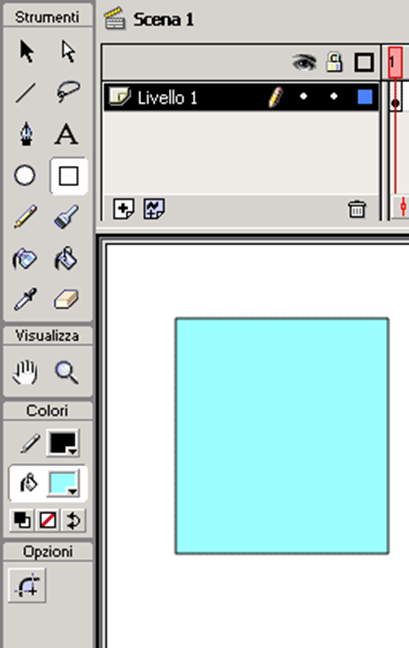 Strumenti
Scena 1
1
Livello 1
A
Visualizza
Colori
Opzioni